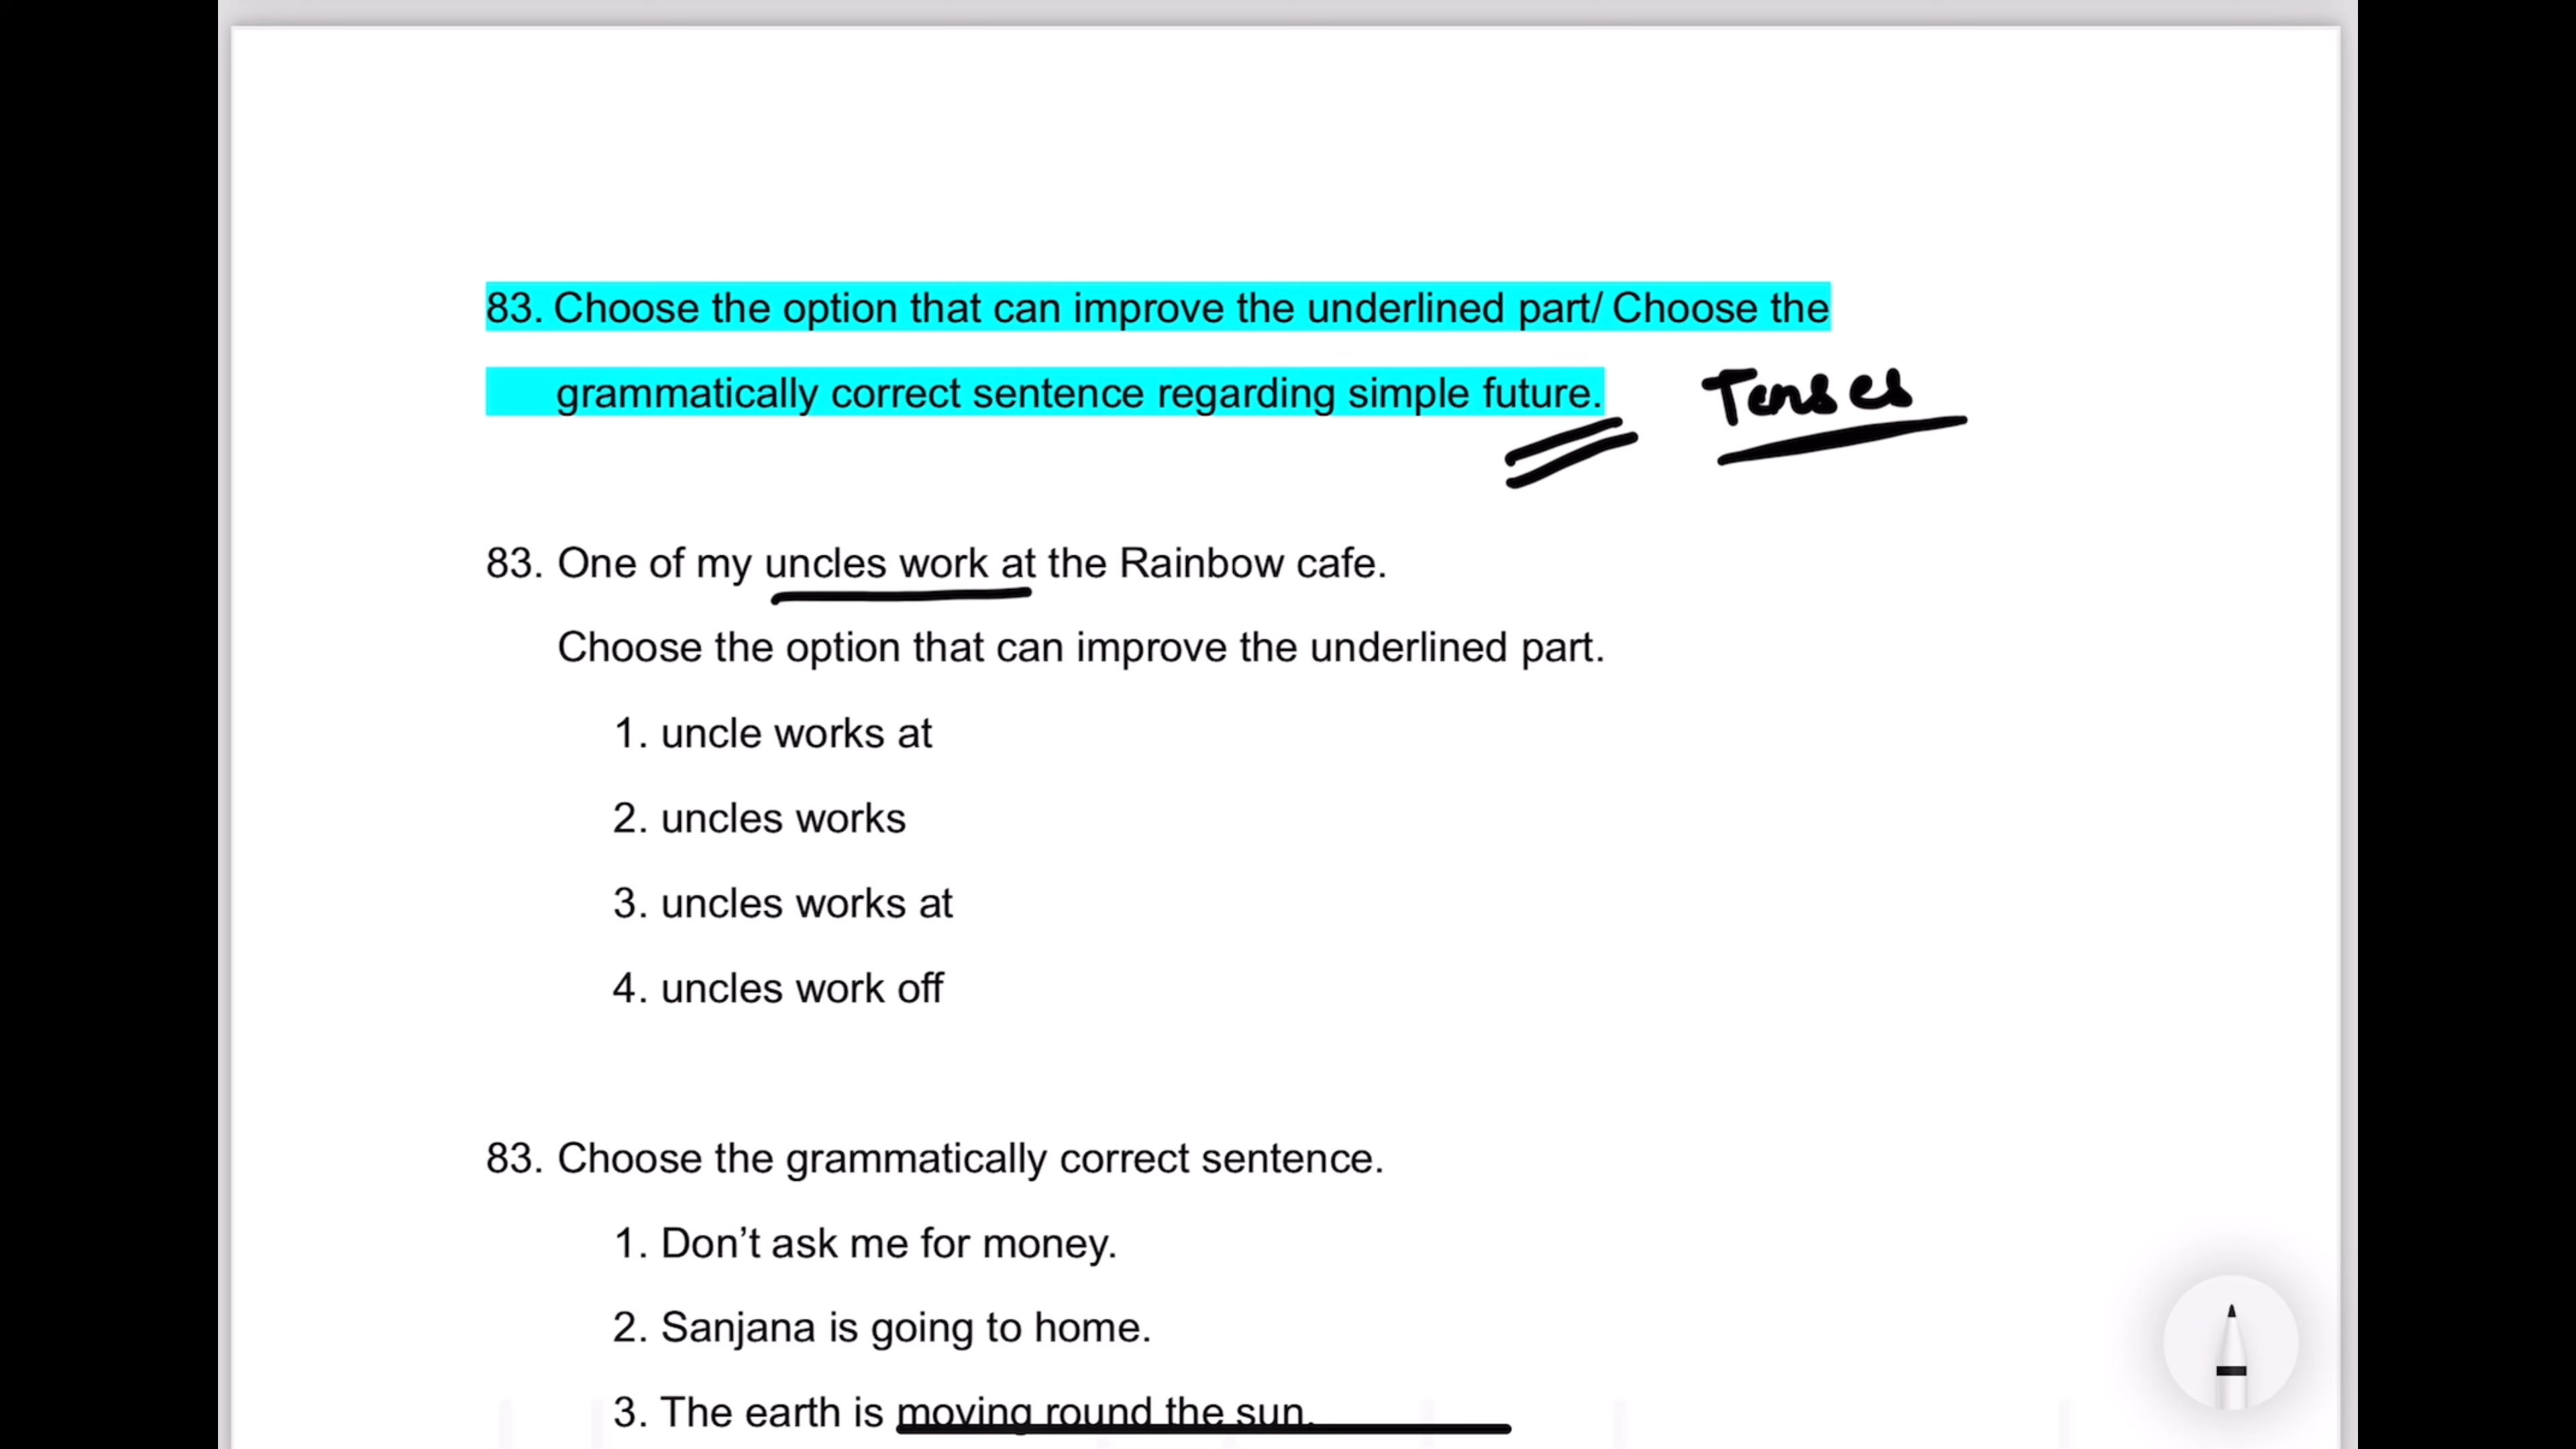 83. Choose the option that can improve the underlined part/ Choose the
grammatically correct sentence regarding simple future.
Tenses
83. One of my uncles work at the Rainbow cafe.
Choose the option that can improve the underlined part.
1. uncle works at
2. uncles works
3. uncles works at
4. uncles work off
83. Choose the grammatically correct sentence.
1. Don’t ask me for money.
2. Sanjana is going to home.
3. The earth is moving round the sun.